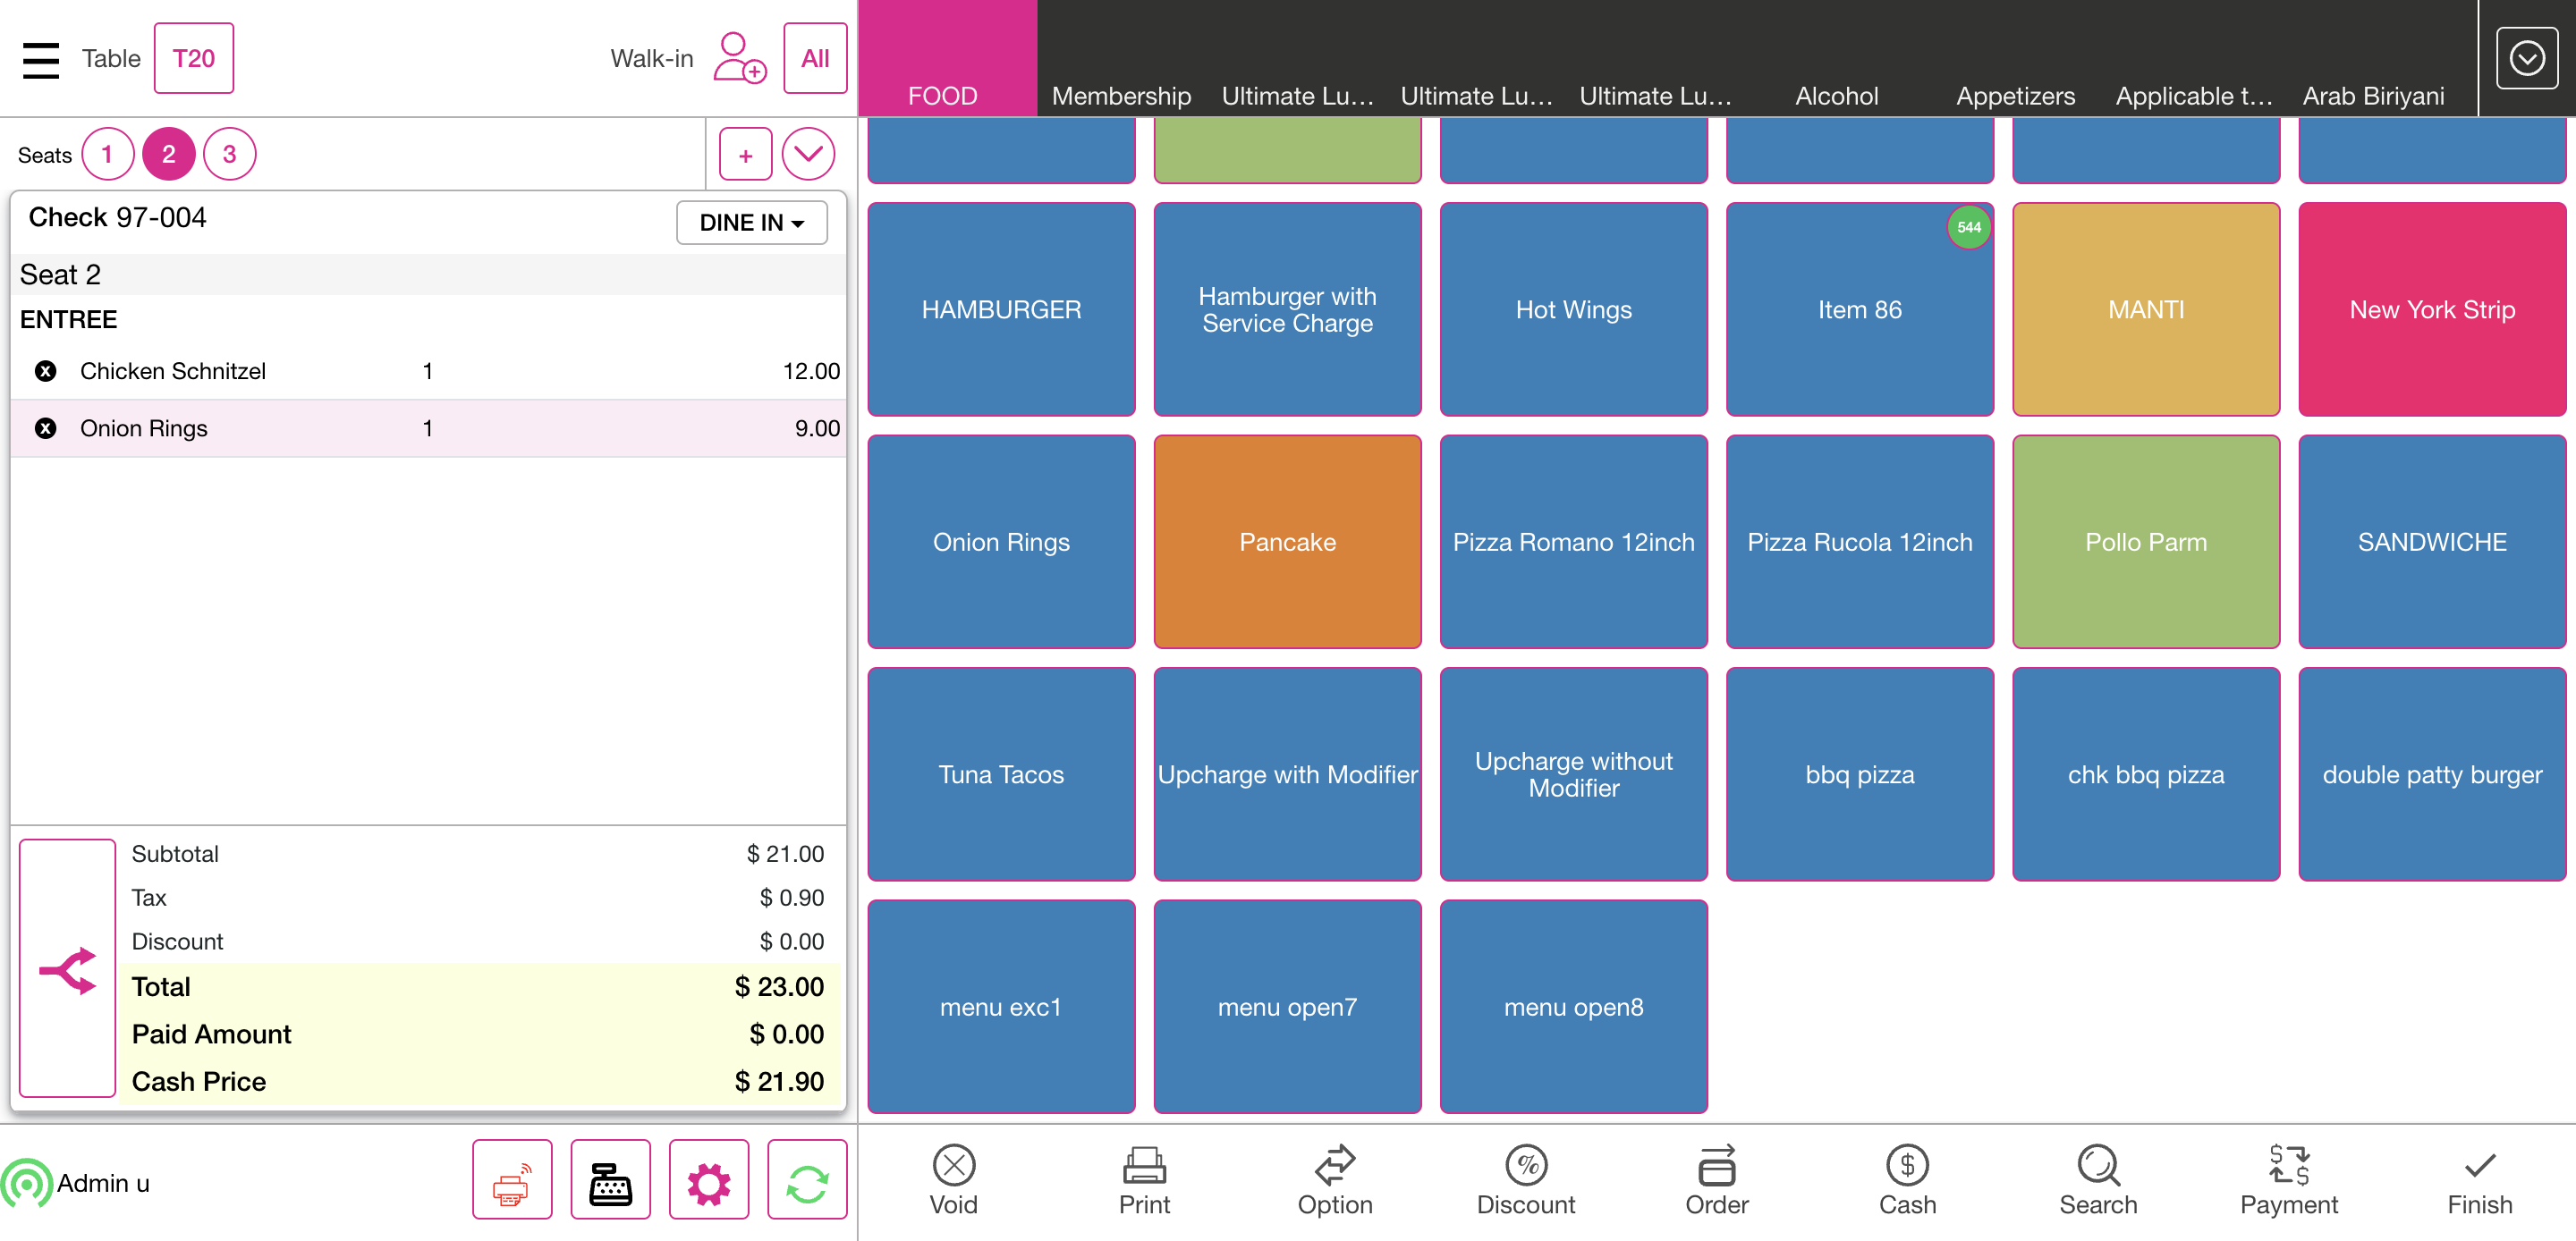 Table T20 Walk-in All
FOOD Membership Ultimate Lu... Ultimate Lu... Ultimate Lu... Alcohol Appetizers Applicable t... Arab Biriyani
Seats 1 2 3 +
Check 97-004 DINE IN
Seat 2
ENTREE
Chicken Schnitzel 1 12.00
Onion Rings 1 9.00
Subtotal $ 21.00
Tax $ 0.90
Discount $ 0.00
Total $ 23.00
Paid Amount $ 0.00
Cash Price $ 21.90
Admin u
544
HAMBURGER
Hamburger with
Service Charge
Hot Wings
Item 86
MANTI
New York Strip
Onion Rings
Pancake
Pizza Romano 12inch
Pizza Rucola 12inch
Pollo Parm
SANDWICHE
Tuna Tacos
Upcharge with Modifier
Upcharge without
Modifier
bbq pizza
chk bbq pizza
double patty burger
menu exc1
menu open7
menu open8
Void Print Option Discount Order Cash Search Payment Finish